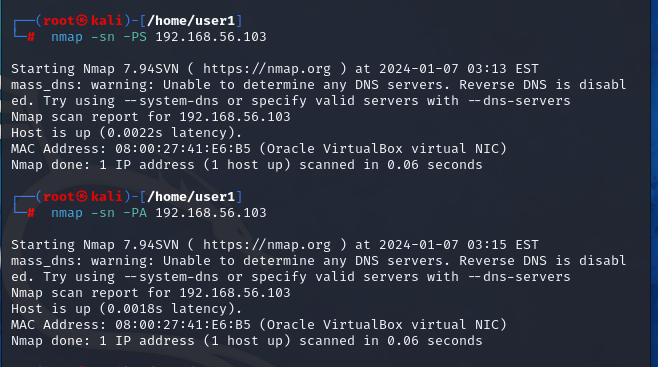 ┌──(root㉿kali)-[/home/user1]
└─# nmap -sn -PS 192.168.56.103
Starting Nmap 7.94SVN ( https://nmap.org ) at 2024-01-07 03:13 EST
mass_dns: warning: Unable to determine any DNS servers. Reverse DNS is disabl
ed. Try using --system-dns or specify valid servers with --dns-servers
Nmap scan report for 192.168.56.103
Host is up (0.0022s latency).
MAC Address: 08:00:27:41:E6:B5 (Oracle VirtualBox virtual NIC)
Nmap done: 1 IP address (1 host up) scanned in 0.06 seconds
┌──(root㉿kali)-[/home/user1]
└─# nmap -sn -PA 192.168.56.103
Starting Nmap 7.94SVN ( https://nmap.org ) at 2024-01-07 03:15 EST
mass_dns: warning: Unable to determine any DNS servers. Reverse DNS is disabl
ed. Try using --system-dns or specify valid servers with --dns-servers
Nmap scan report for 192.168.56.103
Host is up (0.0018s latency).
MAC Address: 08:00:27:41:E6:B5 (Oracle VirtualBox virtual NIC)
Nmap done: 1 IP address (1 host up) scanned in 0.06 seconds